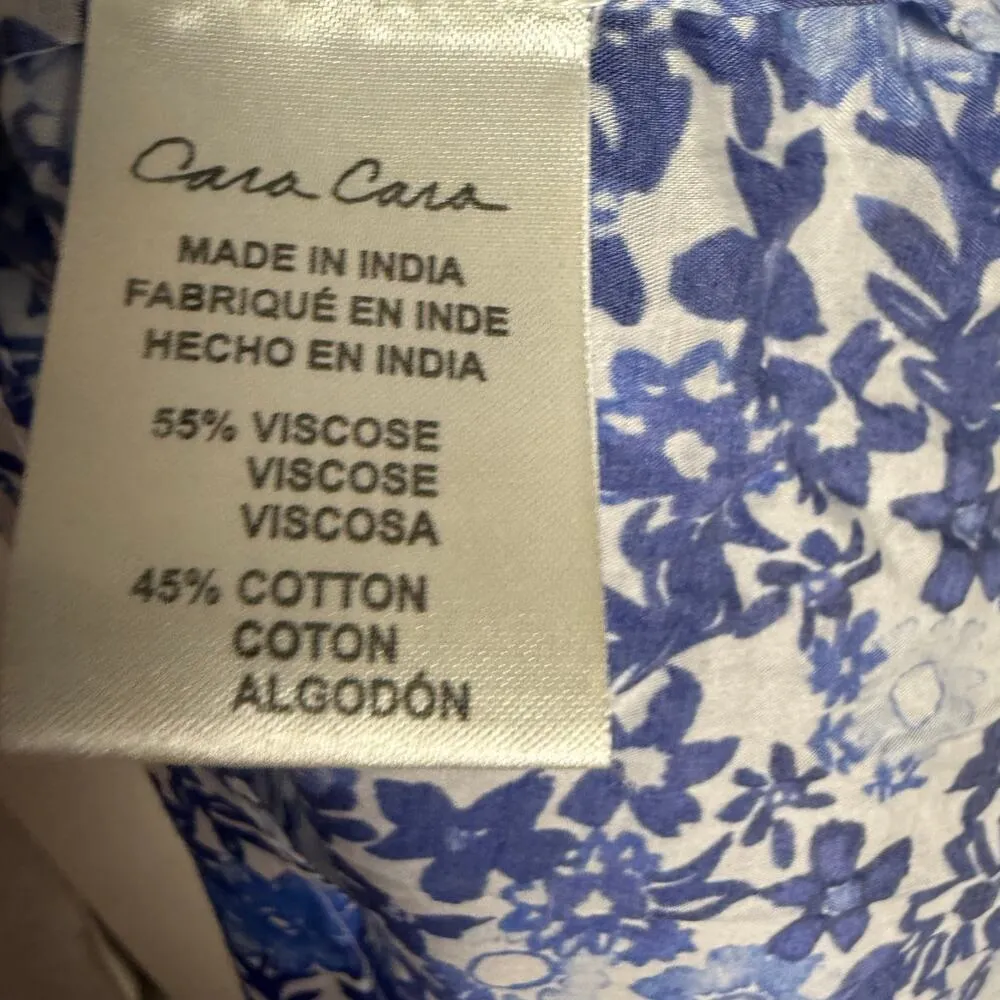 Cara Cara
MADE IN INDIA
FABRIQUÉ EN INDE
HECHO EN INDIA
55% VISCOSE
VISCOSE
VISCOSA
45% COTTON
COTON
ALGODÓN